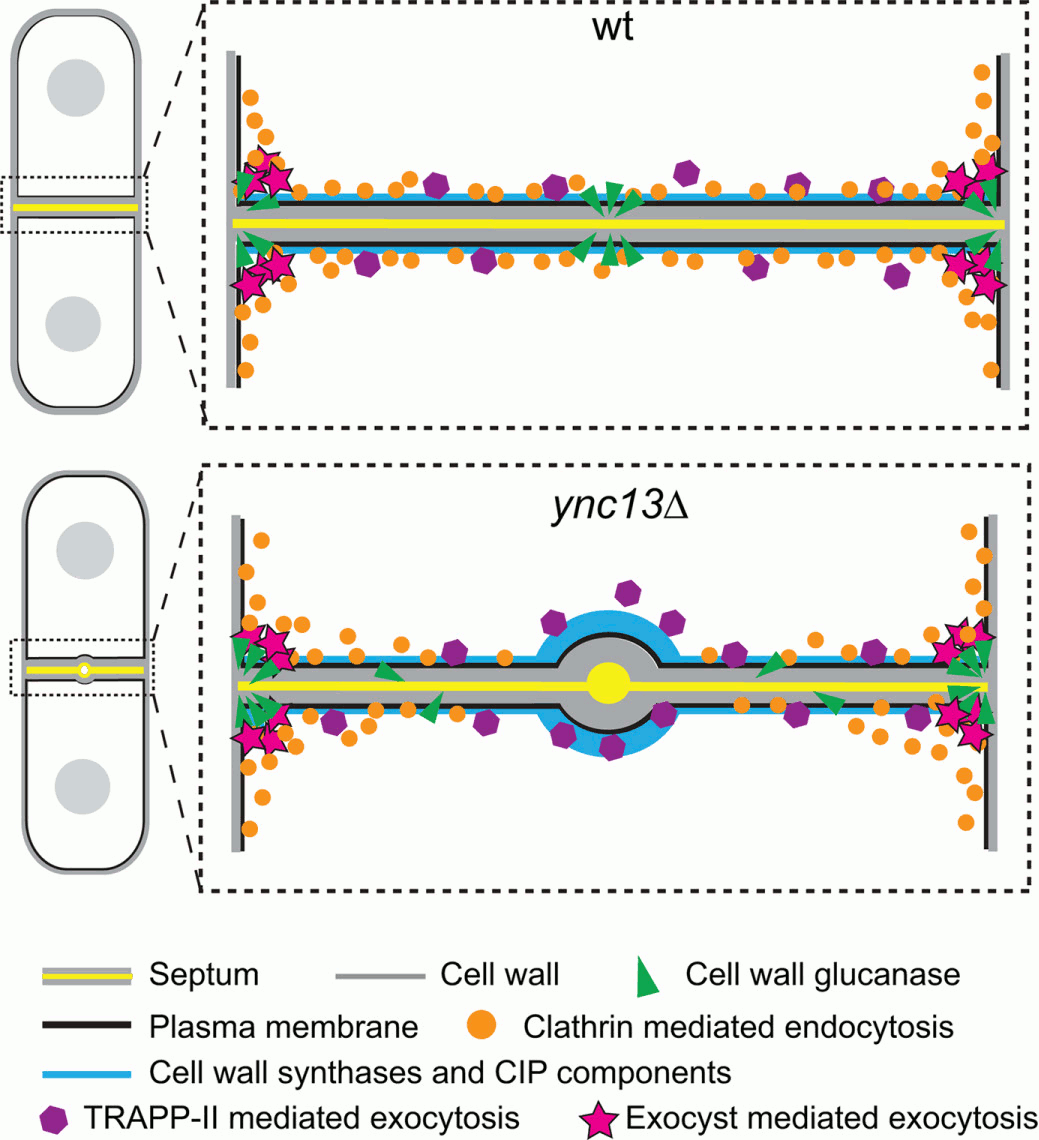 wt
ync13Δ
Septum
Cell wall
Cell wall glucanase
Plasma membrane
Clathrin mediated endocytosis
Cell wall synthases and CIP components
TRAPP-II mediated exocytosis
Exocyst mediated exocytosis